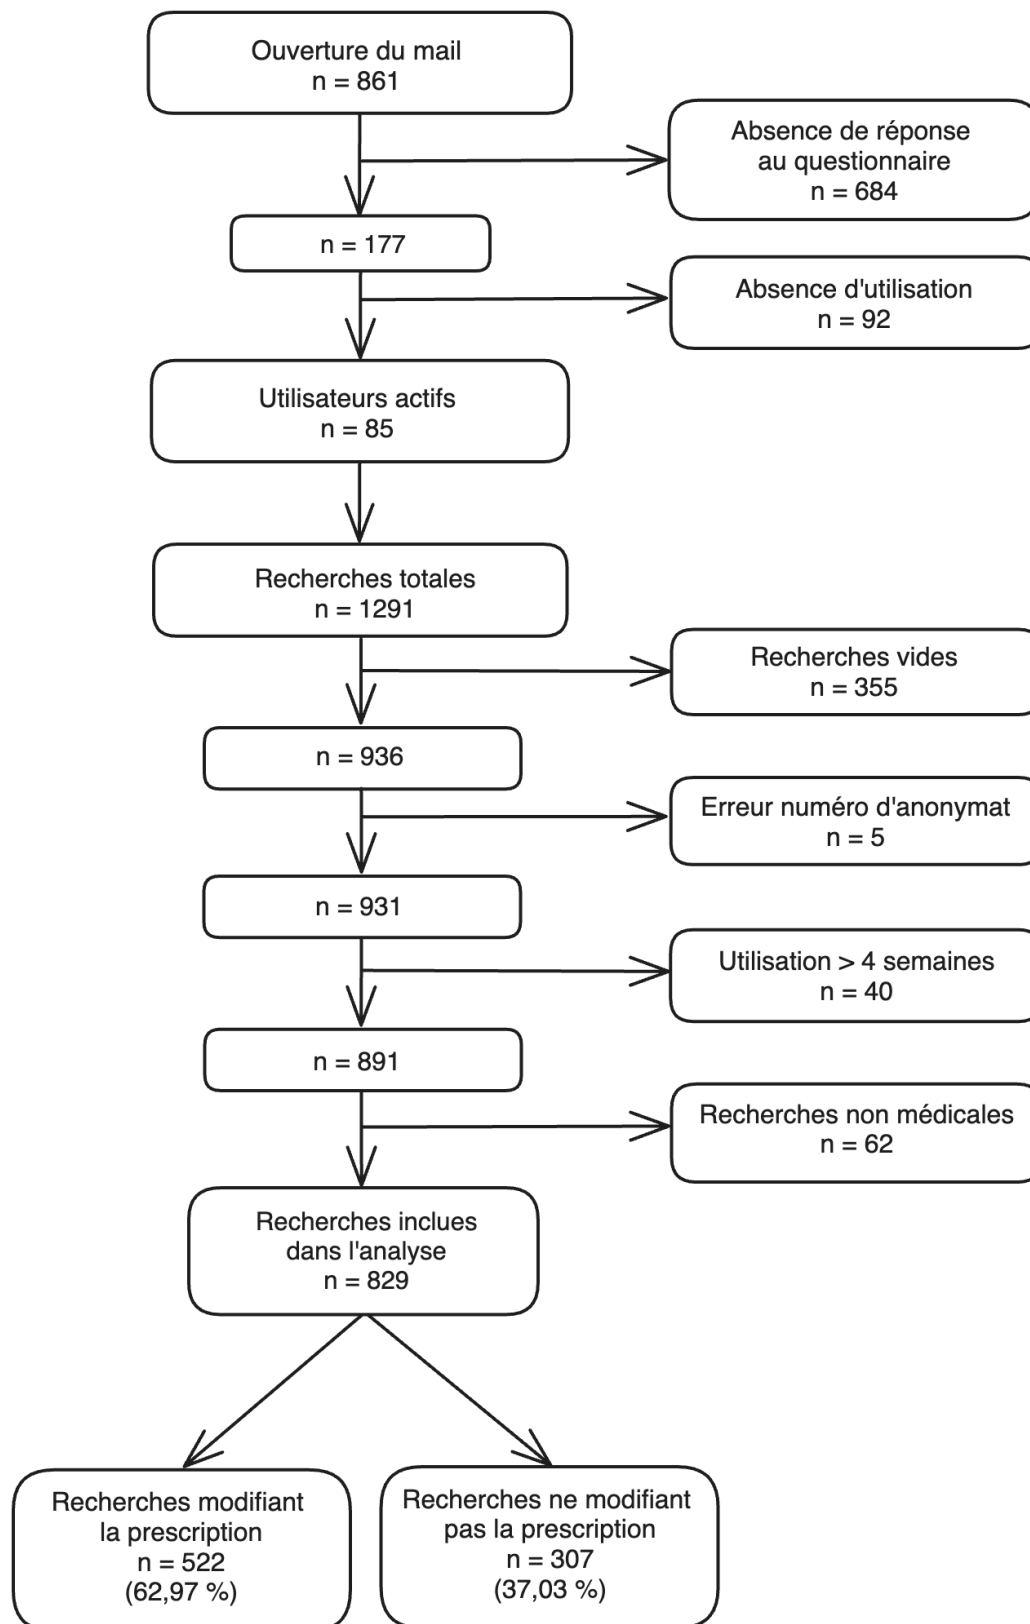 Ouverture du mail
n = 861
Absence de réponse
au questionnaire
n = 684
n = 177
Absence d'utilisation
n = 92
Utilisateurs actifs
n = 85
Recherches totales
n = 1291
Recherches vides
n = 355
n = 936
Erreur numéro d'anonymat
n = 5
n = 931
Utilisation > 4 semaines
n = 40
n = 891
Recherches non médicales
n = 62
Recherches inclues
dans l'analyse
n = 829
Recherches modifiant
la prescription
n = 522
(62,97 %)
Recherches ne modifiant
pas la prescription
n = 307
(37,03 %)